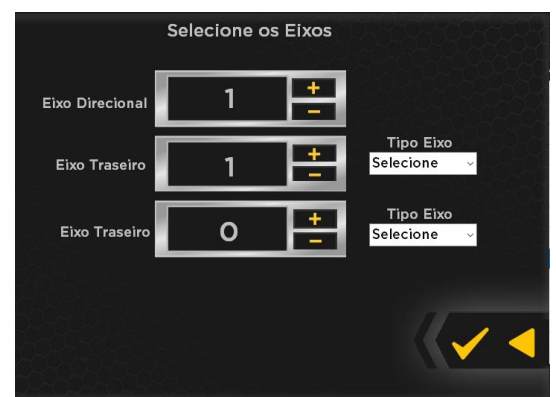 Selecione os Eixos
Eixo Direcional
1
+
−
Eixo Traseiro
1
+
−
Tipo Eixo
Selecione
Eixo Traseiro
0
+
−
Tipo Eixo
Selecione